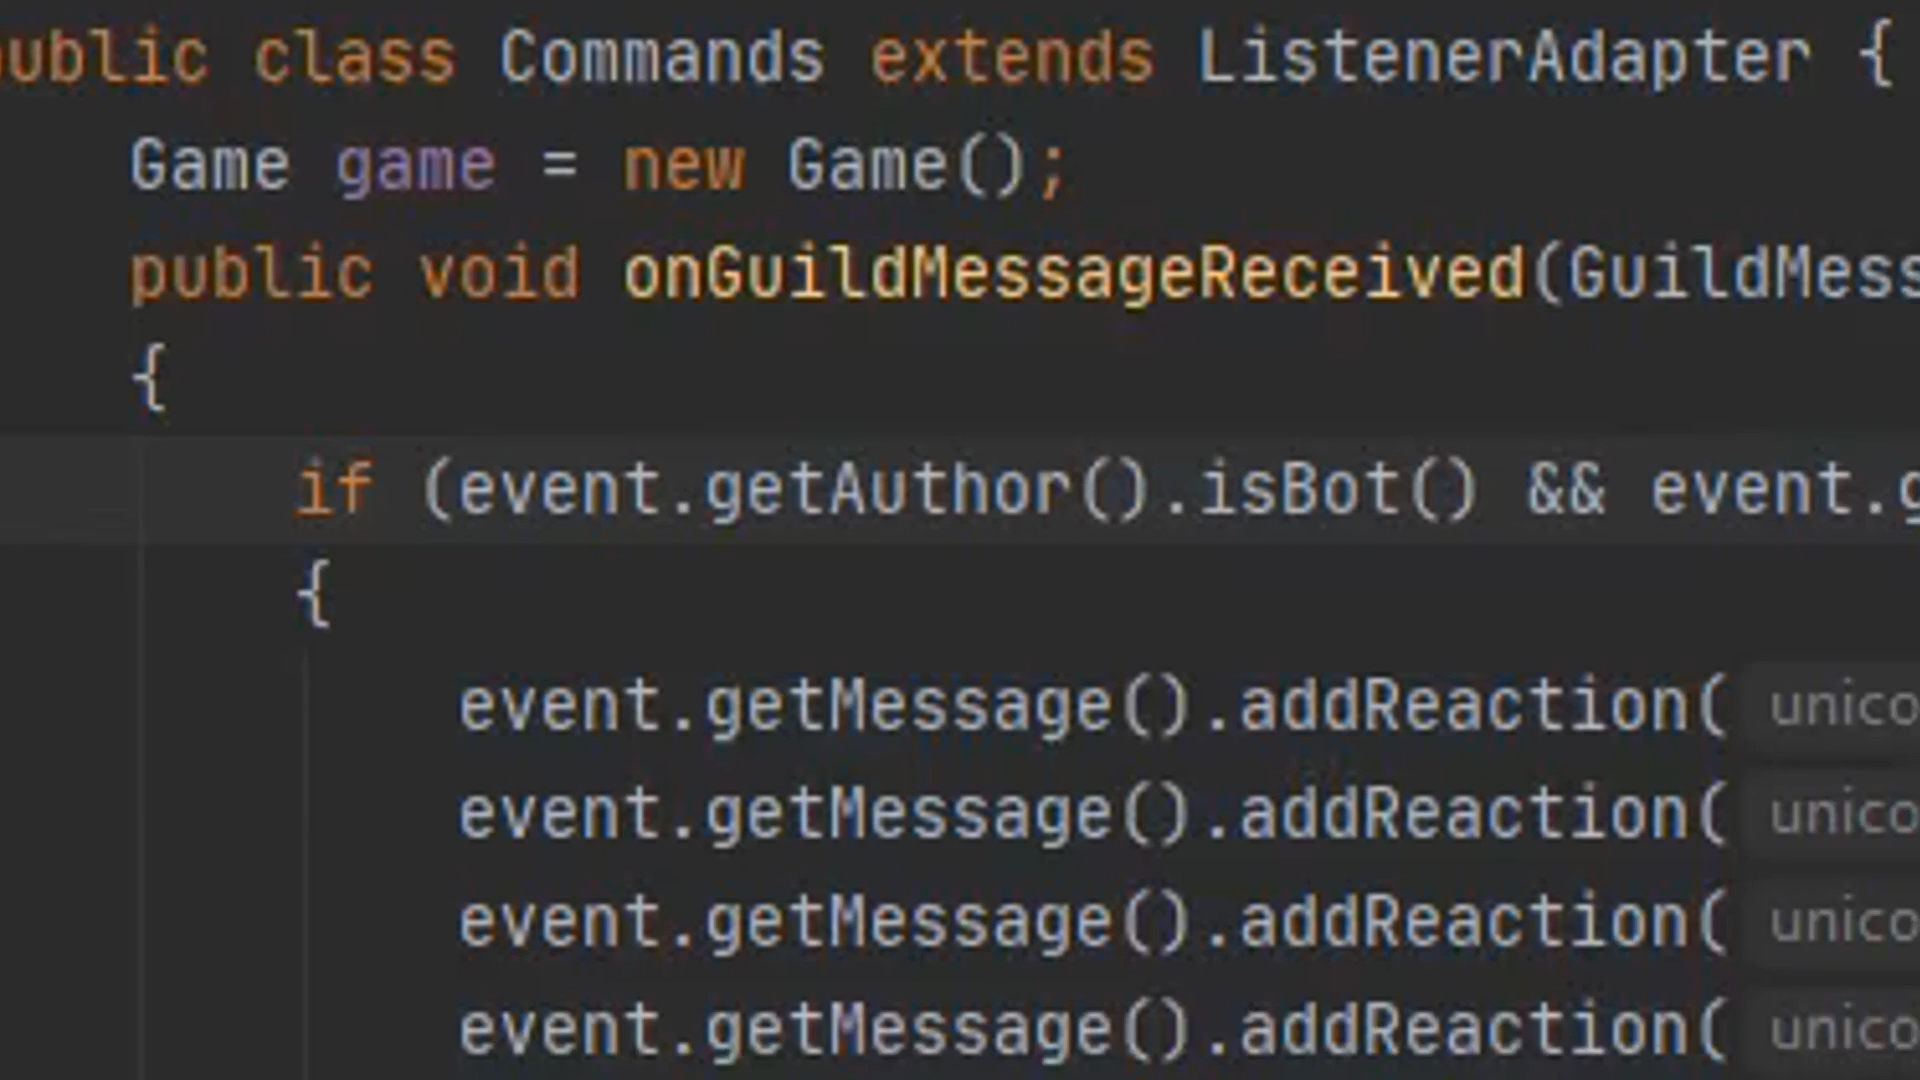 public class Commands extends ListenerAdapter {
Game game = new Game();
public void onGuildMessageReceived(GuildMess
{
if (event.getAuthor().isBot() && event.g
{
event.getMessage().addReaction( unico
event.getMessage().addReaction( unico
event.getMessage().addReaction( unico
event.getMessage().addReaction( unico